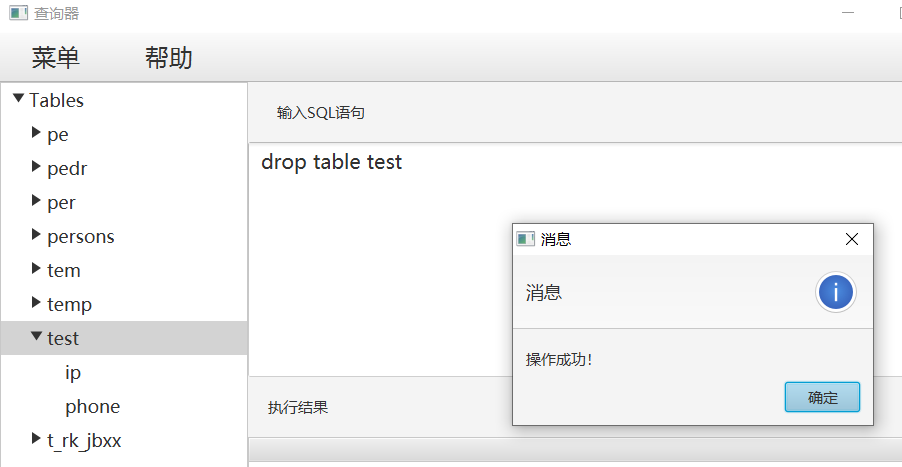 查询器
菜单 帮助
Tables
pe
pedr
per
persons
tem
temp
test
ip
phone
t_rk_jbxx
输入SQL语句
drop table test
执行结果
消息
消息
操作成功!
确定